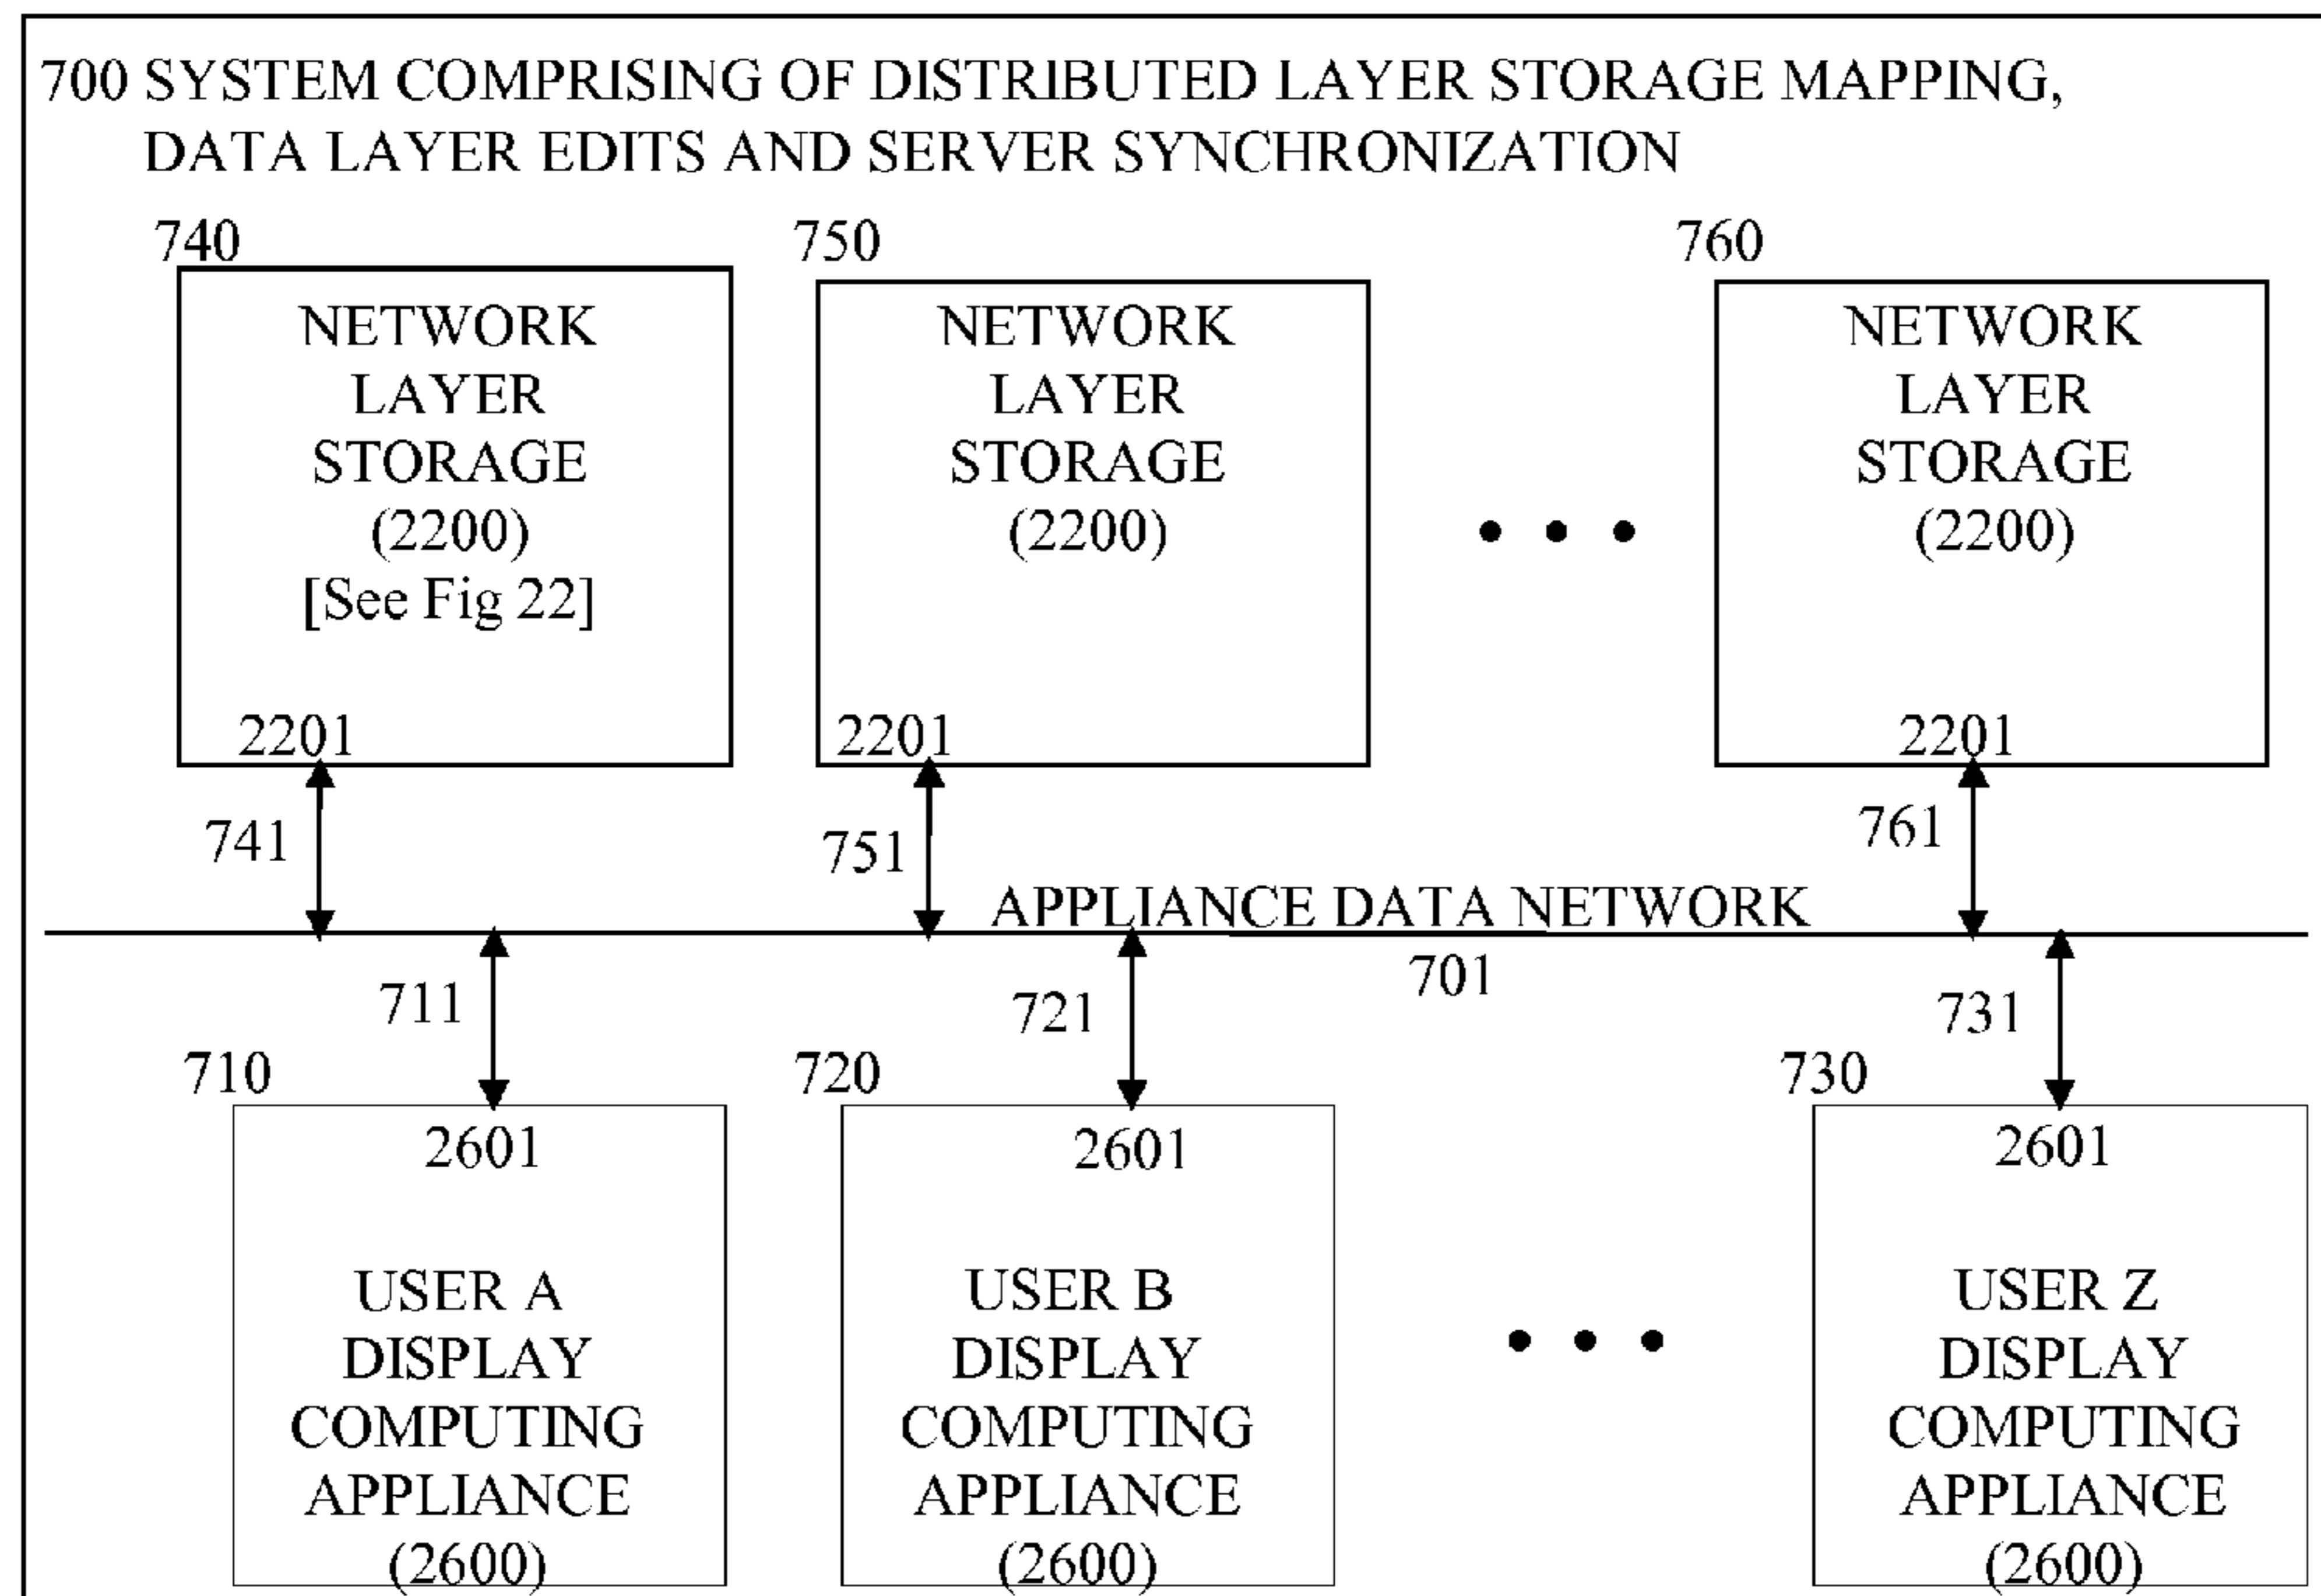 700 SYSTEM COMPRISING OF DISTRIBUTED LAYER STORAGE MAPPING,
DATA LAYER EDITS AND SERVER SYNCHRONIZATION
740
NETWORK
LAYER
STORAGE
(2200)
[See Fig 22]
2201
750
NETWORK
LAYER
STORAGE
(2200)
2201
• • •
760
NETWORK
LAYER
STORAGE
(2200)
2201
741
751
761
APPLIANCE DATA NETWORK
701
711
721
731
710
2601
USER A
DISPLAY
COMPUTING
APPLIANCE
(2600)
720
2601
USER B
DISPLAY
COMPUTING
APPLIANCE
(2600)
• • •
730
2601
USER Z
DISPLAY
COMPUTING
APPLIANCE
(2600)